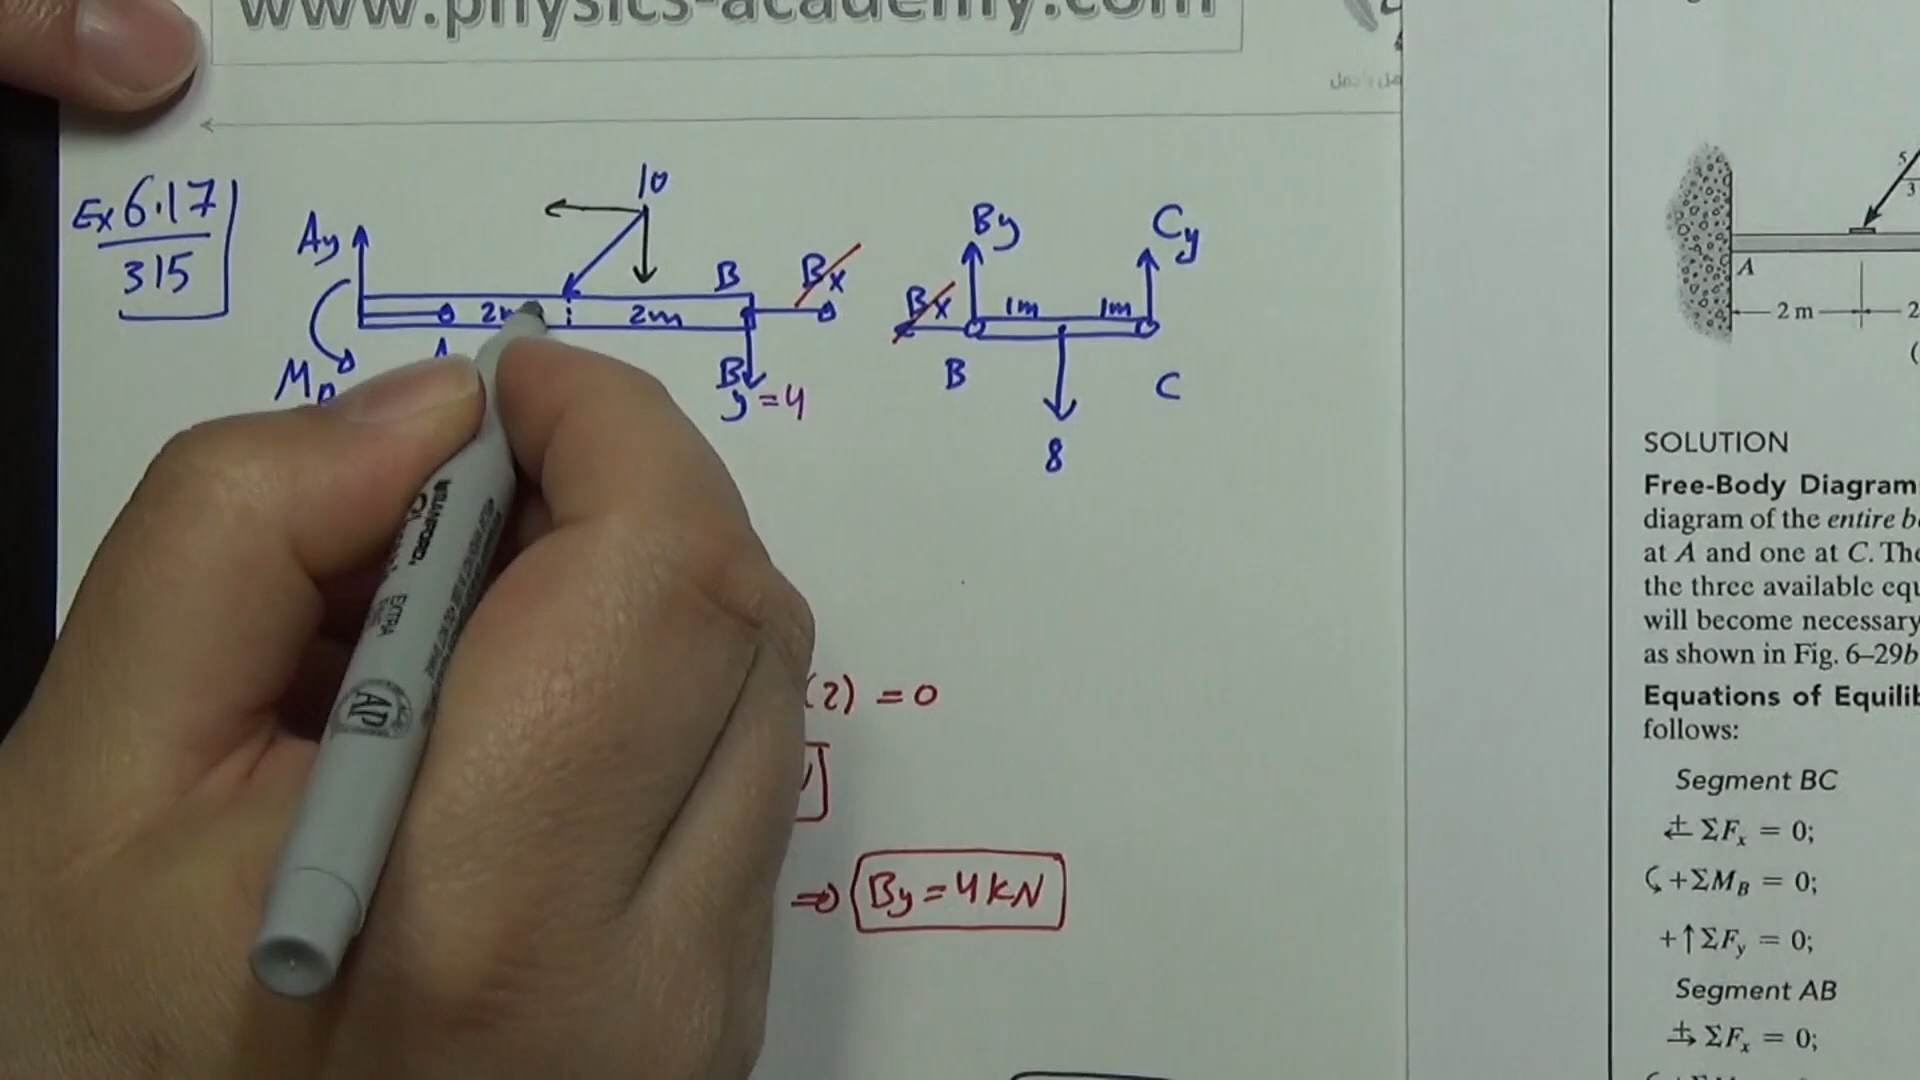 www.physics-academy.com
Ex 6.17
315
Ay
10
B
Bx
2m
By = 4
By
Cy
Bx
1m
1m
B
C
8
(2) = 0
⇒ By = 4 kN
5
3
A
2 m
2
(
SOLUTION
Free-Body Diagram
diagram of the entire b
at A and one at C. The
the three available equ
will become necessary
as shown in Fig. 6–29b
Equations of Equilib
follows:
Segment BC
⁺← ΣFx = 0;
↺+ΣMB = 0;
+↑ΣFy = 0;
Segment AB
⁺→ ΣFx = 0;